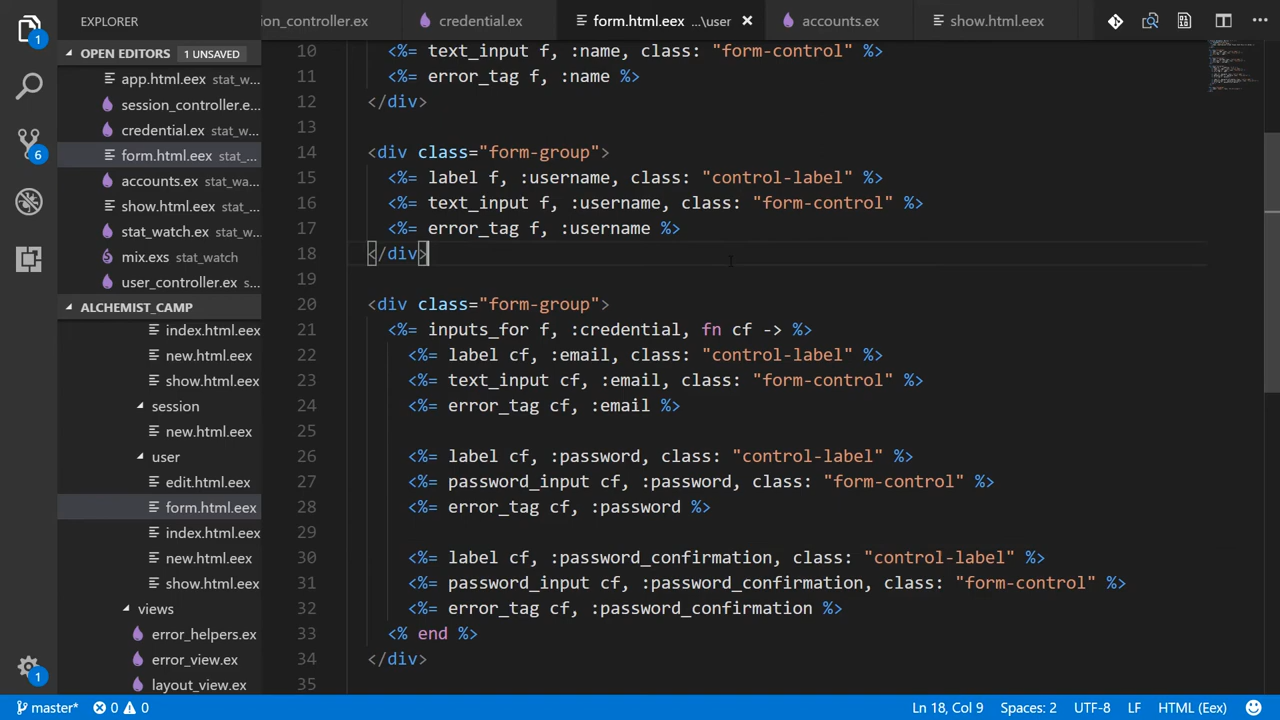 EXPLORER
ion_controller.ex
credential.ex
form.html.eex ...\user
accounts.ex
show.html.eex
OPEN EDITORS 1 UNSAVED
app.html.eex stat_w...
session_controller.e...
credential.ex stat_w...
form.html.eex stat_...
accounts.ex stat_wa...
show.html.eex stat_...
stat_watch.ex stat_w...
mix.exs stat_watch
user_controller.ex s...
ALCHEMIST_CAMP
index.html.eex
new.html.eex
show.html.eex
session
new.html.eex
user
edit.html.eex
form.html.eex
index.html.eex
new.html.eex
show.html.eex
views
error_helpers.ex
error_view.ex
layout_view.ex
1
6
1
10 <%= text_input f, :name, class: "form-control" %>
11 <%= error_tag f, :name %>
12 </div>
13
14 <div class="form-group">
15 <%= label f, :username, class: "control-label" %>
16 <%= text_input f, :username, class: "form-control" %>
17 <%= error_tag f, :username %>
18 </div>
19
20 <div class="form-group">
21 <%= inputs_for f, :credential, fn cf -> %>
22 <%= label cf, :email, class: "control-label" %>
23 <%= text_input cf, :email, class: "form-control" %>
24 <%= error_tag cf, :email %>
25
26 <%= label cf, :password, class: "control-label" %>
27 <%= password_input cf, :password, class: "form-control" %>
28 <%= error_tag cf, :password %>
29
30 <%= label cf, :password_confirmation, class: "control-label" %>
31 <%= password_input cf, :password_confirmation, class: "form-control" %>
32 <%= error_tag cf, :password_confirmation %>
33 <% end %>
34 </div>
35
master* 0 0 Ln 18, Col 9 Spaces: 2 UTF-8 LF HTML (Eex)